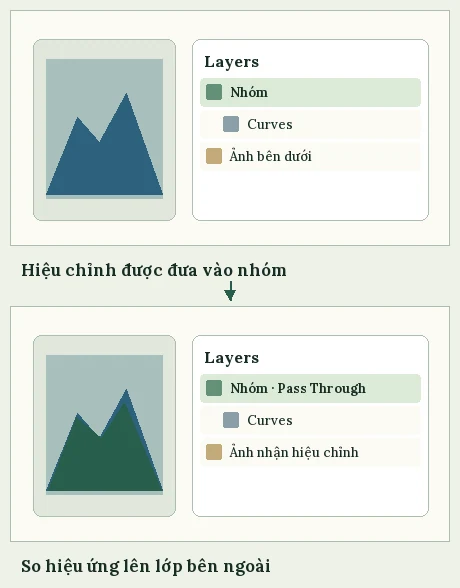 Layers
Nhóm
Curves
Ảnh bên dưới
Hiệu chỉnh được đưa vào nhóm
Layers
Nhóm · Pass Through
Curves
Ảnh nhận hiệu chỉnh
So hiệu ứng lên lớp bên ngoài